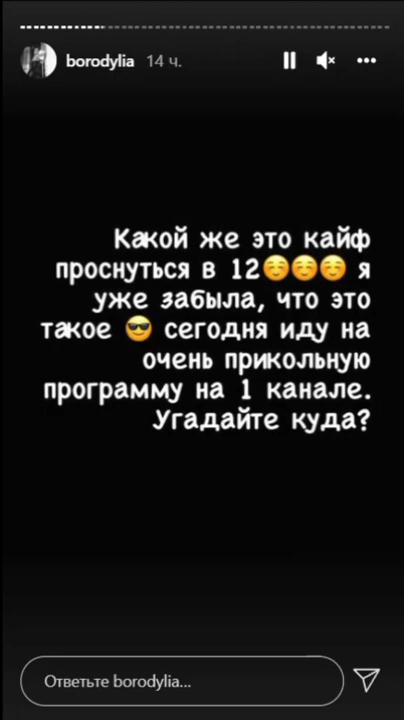 borodylia 14 ч.
Какой же это кайф
проснуться в 12☺️☺️☺️ я
уже забыла, что это
такое 😎 сегодня иду на
очень прикольную
программу на 1 канале.
Угадайте куда?
Ответьте borodylia...